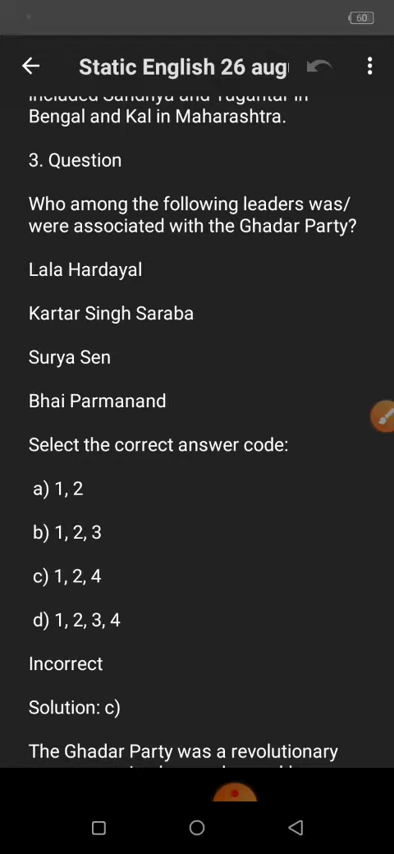 60
Static English 26 aug
Bengal and Kal in Maharashtra.
3. Question
Who among the following leaders was/
were associated with the Ghadar Party?
Lala Hardayal
Kartar Singh Saraba
Surya Sen
Bhai Parmanand
Select the correct answer code:
a) 1, 2
b) 1, 2, 3
c) 1, 2, 4
d) 1, 2, 3, 4
Incorrect
Solution: c)
The Ghadar Party was a revolutionary